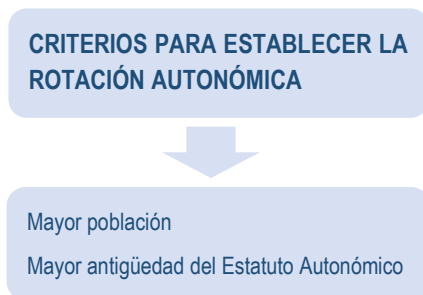 CRITERIOS PARA ESTABLECER LA
ROTACIÓN AUTONÓMICA
Mayor población
Mayor antigüedad del Estatuto Autonómico